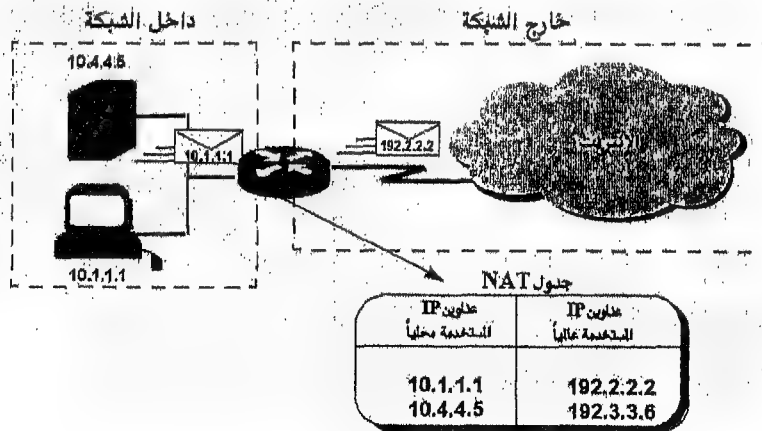 داخل الشبكة
خارج الشبكة
10.4.4.5
10.1.1.1
192.2.2.2
الإنترنت
10.1.1.1
جدول NAT
عناوين IP المستخدمة محلياً
عناوين IP المستخدمة عالمياً
10.1.1.1 192.2.2.2
10.4.4.5 192.3.3.6